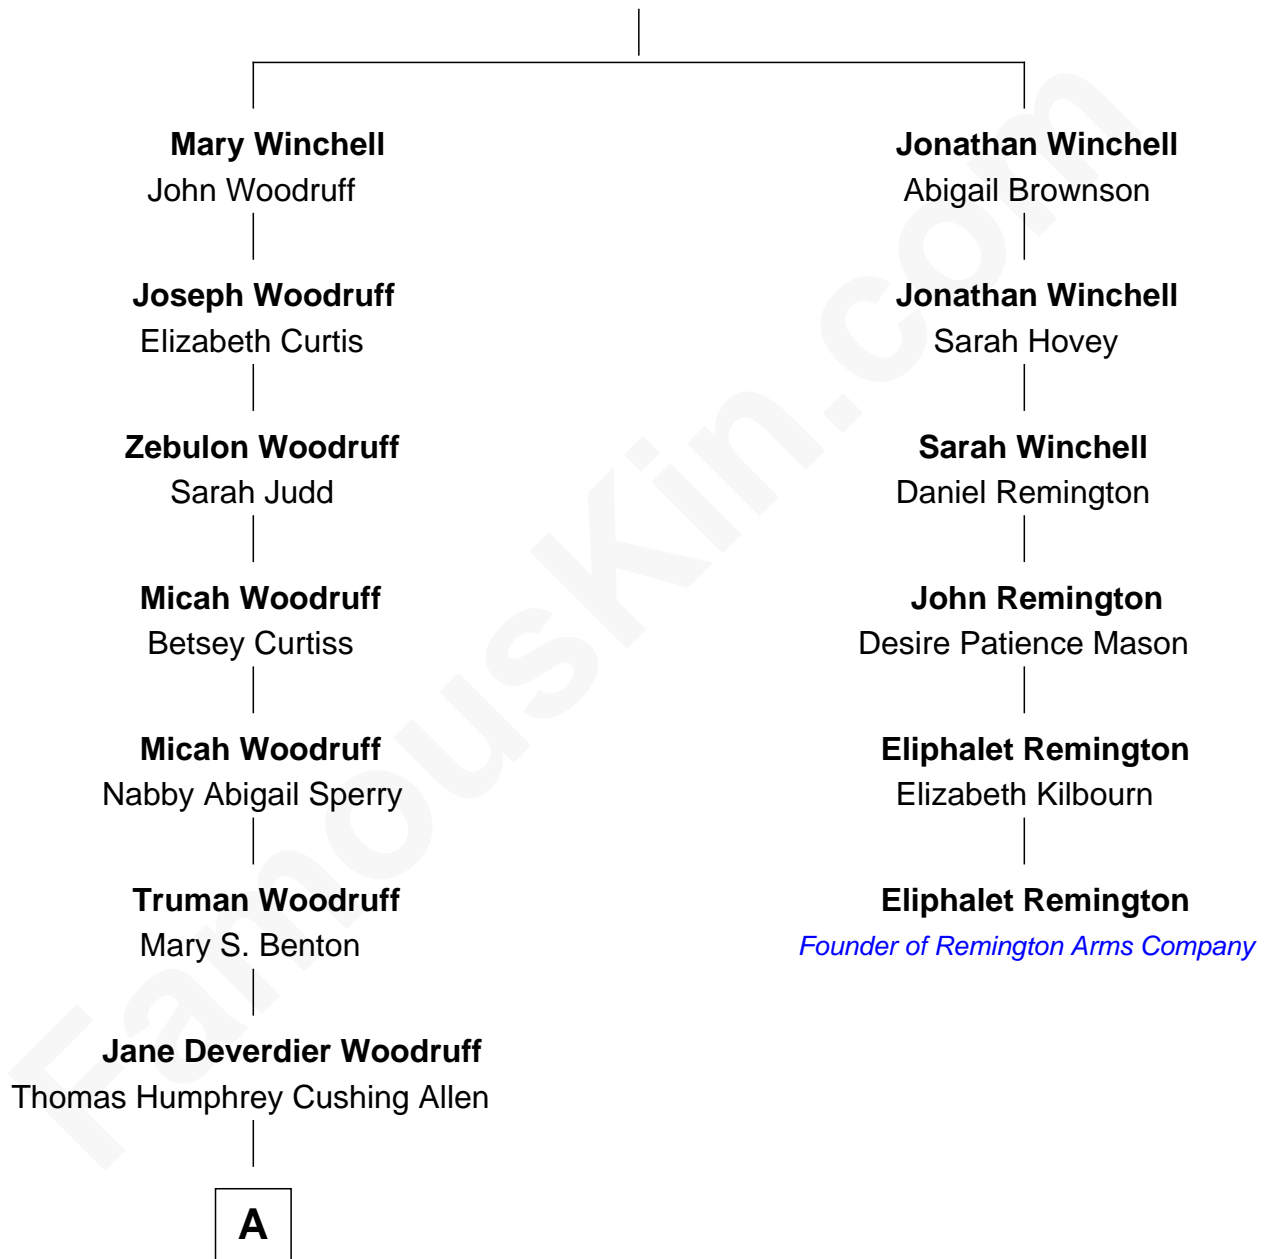 Mary Winchell
John Woodruff
Joseph Woodruff
Elizabeth Curtis
Zebulon Woodruff
Sarah Judd
Micah Woodruff
Betsey Curtiss
Micah Woodruff
Nabby Abigail Sperry
Truman Woodruff
Mary S. Benton
Jane Deverdier Woodruff
Thomas Humphrey Cushing Allen
A
Jonathan Winchell
Abigail Brownson
Jonathan Winchell
Sarah Hovey
Sarah Winchell
Daniel Remington
John Remington
Desire Patience Mason
Eliphalet Remington
Elizabeth Kilbourn
Eliphalet Remington
Founder of Remington Arms Company
FamousKin.com